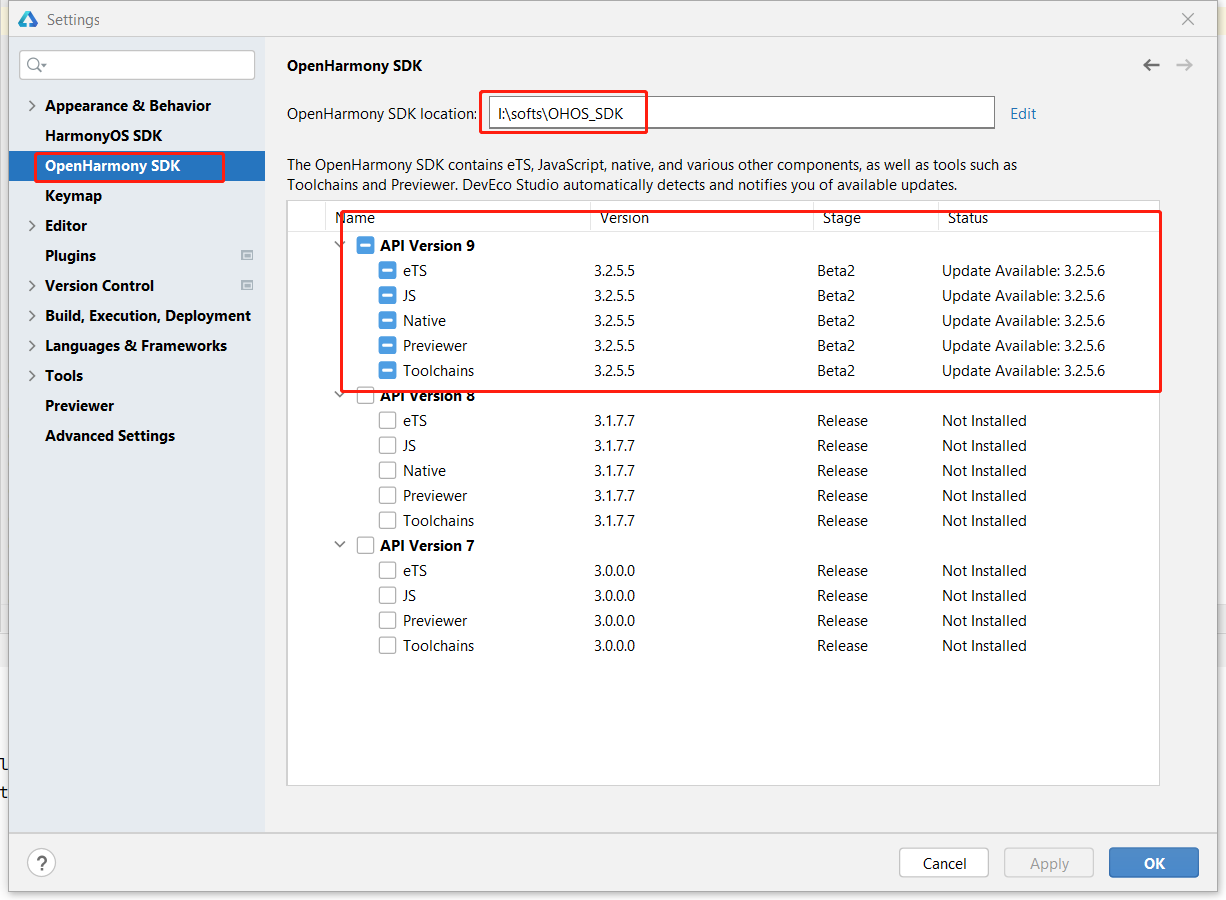 Settings
Appearance & Behavior
HarmonyOS SDK
OpenHarmony SDK
Keymap
Editor
Plugins
Version Control
Build, Execution, Deployment
Languages & Frameworks
Tools
Previewer
Advanced Settings
OpenHarmony SDK
OpenHarmony SDK location: I:\softs\OHOS_SDK Edit
The OpenHarmony SDK contains eTS, JavaScript, native, and various other components, as well as tools such as
Toolchains and Previewer. DevEco Studio automatically detects and notifies you of available updates.
Name Version Stage Status
API Version 9
eTS 3.2.5.5 Beta2 Update Available: 3.2.5.6
JS 3.2.5.5 Beta2 Update Available: 3.2.5.6
Native 3.2.5.5 Beta2 Update Available: 3.2.5.6
Previewer 3.2.5.5 Beta2 Update Available: 3.2.5.6
Toolchains 3.2.5.5 Beta2 Update Available: 3.2.5.6
API Version 8
eTS 3.1.7.7 Release Not Installed
JS 3.1.7.7 Release Not Installed
Native 3.1.7.7 Release Not Installed
Previewer 3.1.7.7 Release Not Installed
Toolchains 3.1.7.7 Release Not Installed
API Version 7
eTS 3.0.0.0 Release Not Installed
JS 3.0.0.0 Release Not Installed
Previewer 3.0.0.0 Release Not Installed
Toolchains 3.0.0.0 Release Not Installed
l
t
? Cancel Apply OK